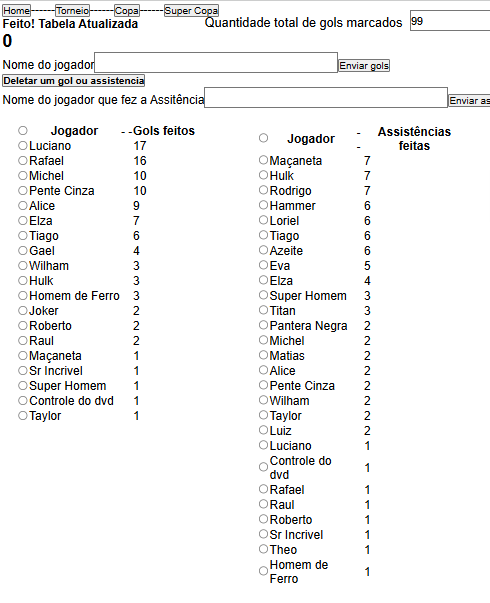 Home------Torneio------Copa------Super Copa
Feito! Tabela Atualizada
Quantidade total de gols marcados 99
0
Nome do jogador Enviar gols
Deletar um gol ou assistencia
Nome do jogador que fez a Assitência Enviar as
Jogador - -Gols feitos
Luciano 17
Rafael 16
Michel 10
Pente Cinza 10
Alice 9
Elza 7
Tiago 6
Gael 4
Wilham 3
Hulk 3
Homem de Ferro 3
Joker 2
Roberto 2
Raul 2
Maçaneta 1
Sr Incrivel 1
Super Homem 1
Controle do dvd 1
Taylor 1
Jogador - - Assistências
feitas
Maçaneta 7
Hulk 7
Rodrigo 7
Hammer 6
Loriel 6
Tiago 6
Azeite 6
Eva 5
Elza 4
Super Homem 3
Titan 3
Pantera Negra 2
Michel 2
Matias 2
Alice 2
Pente Cinza 2
Wilham 2
Taylor 2
Luiz 2
Luciano 1
Controle do
dvd 1
Rafael 1
Raul 1
Roberto 1
Sr Incrivel 1
Theo 1
Homem de
Ferro 1